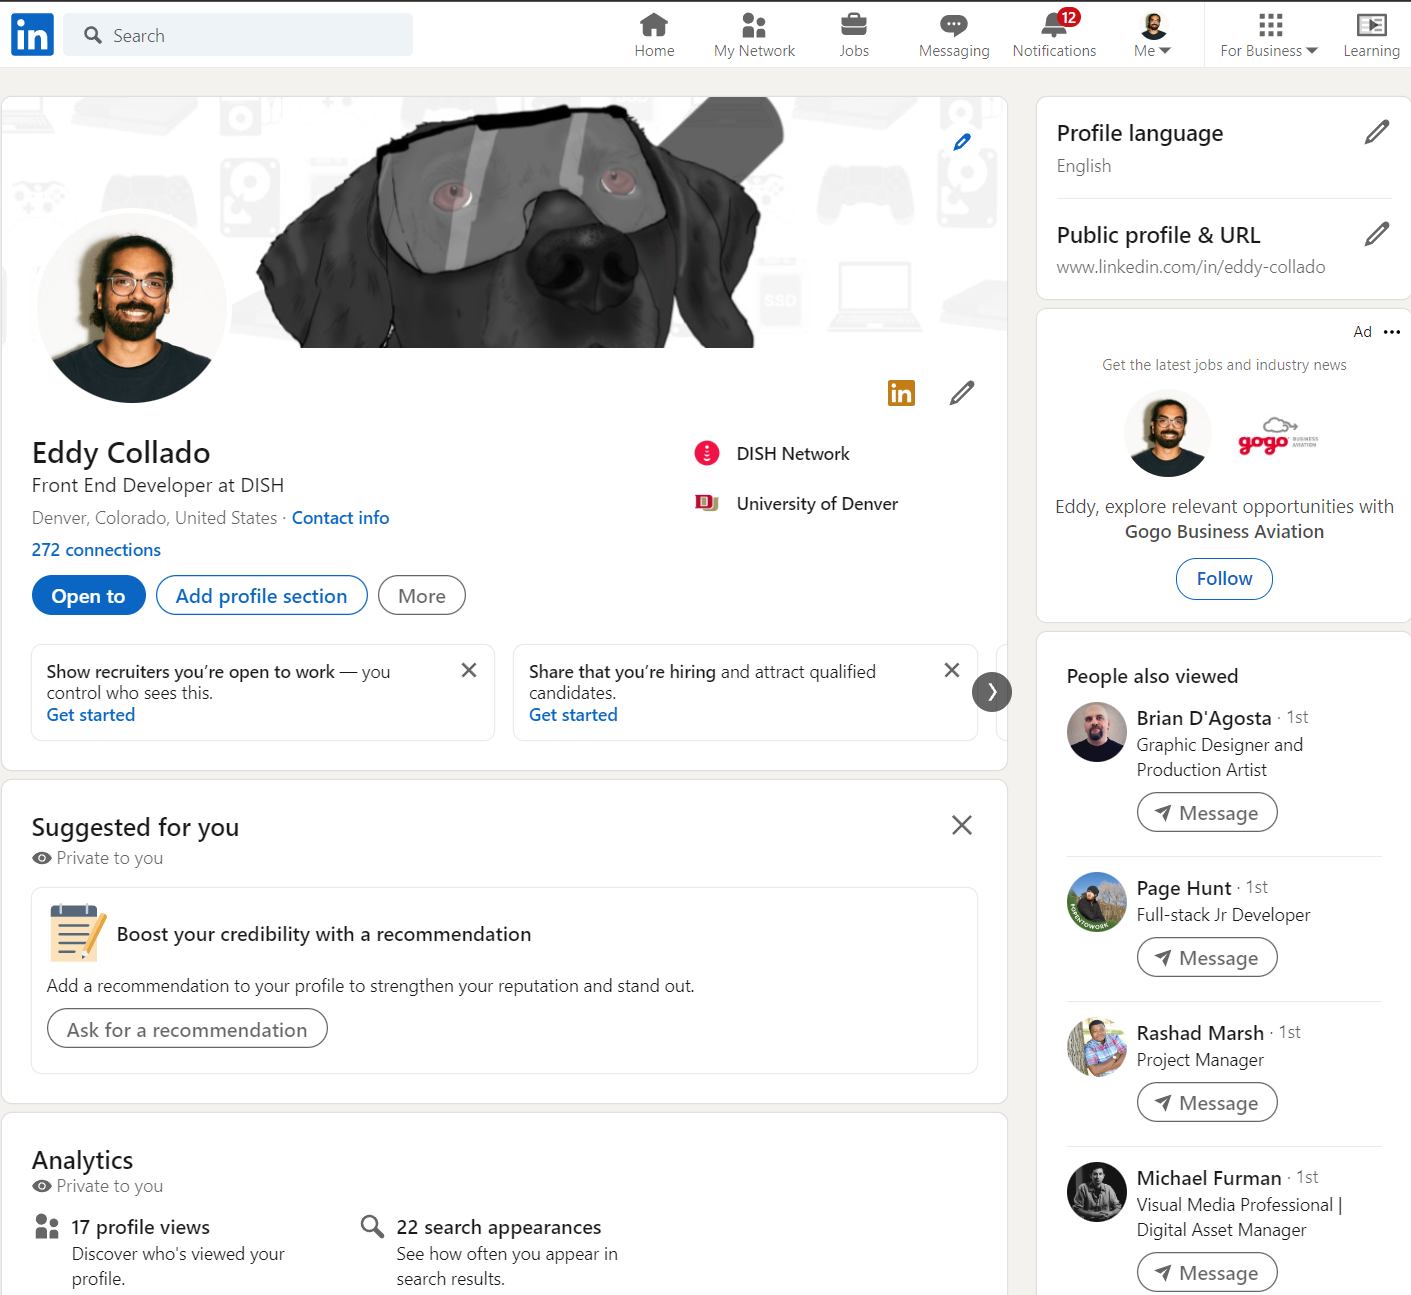 in
Search
Home
My Network
Jobs
Messaging
12
Notifications
Me
For Business
Learning
SSD
in
Eddy Collado
Front End Developer at DISH
Denver, Colorado, United States · Contact info
272 connections
DISH Network
University of Denver
Open to
Add profile section
More
Show recruiters you're open to work — you
control who sees this.
Get started
Share that you're hiring and attract qualified
candidates.
Get started
Suggested for you
Private to you
Boost your credibility with a recommendation
Add a recommendation to your profile to strengthen your reputation and stand out.
Ask for a recommendation
Analytics
Private to you
17 profile views
Discover who's viewed your
profile.
22 search appearances
See how often you appear in
search results.
Profile language
English
Public profile & URL
www.linkedin.com/in/eddy-collado
Ad
Get the latest jobs and industry news
gogo BUSINESS
AVIATION
Eddy, explore relevant opportunities with
Gogo Business Aviation
Follow
People also viewed
Brian D'Agosta · 1st
Graphic Designer and
Production Artist
Message
#OPENTOWORK
Page Hunt · 1st
Full-stack Jr Developer
Message
Rashad Marsh · 1st
Project Manager
Message
Michael Furman · 1st
Visual Media Professional |
Digital Asset Manager
Message